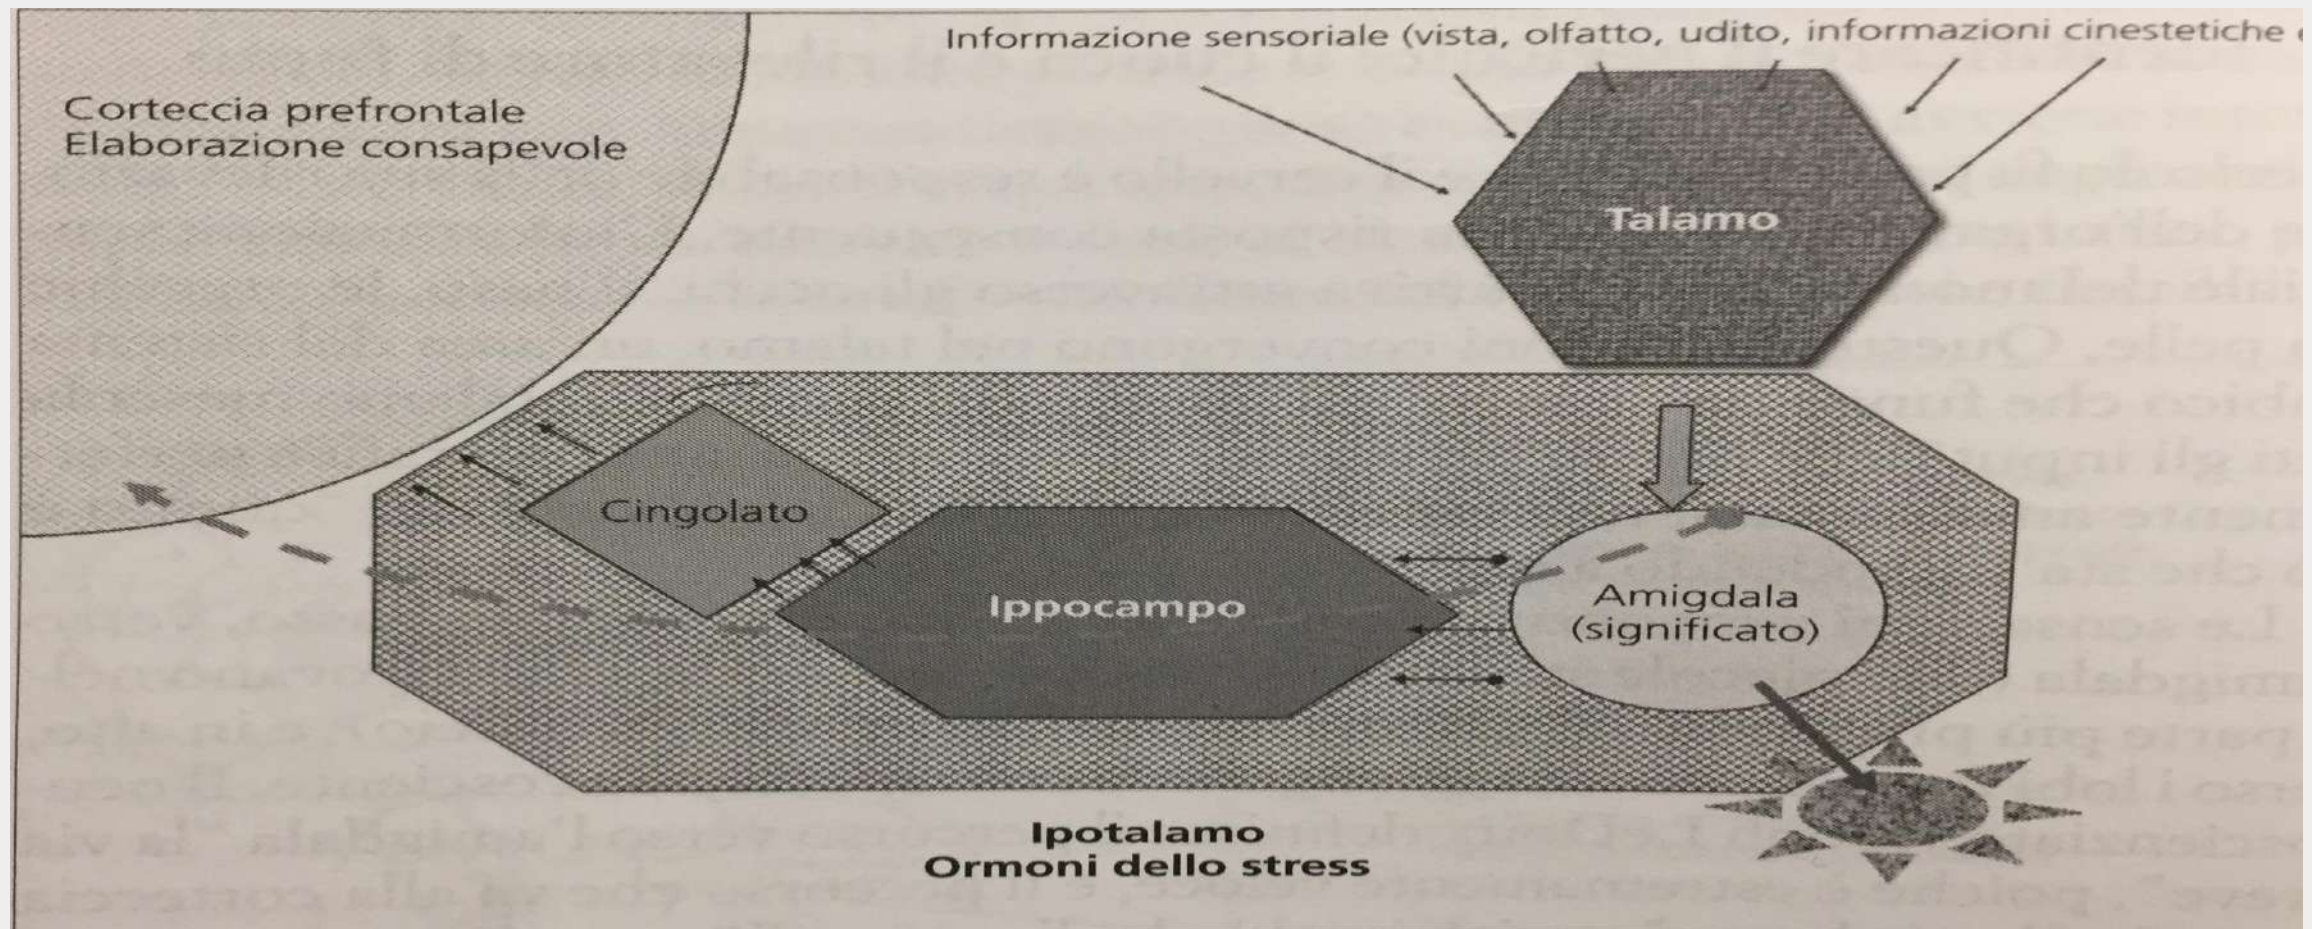 Informazione sensoriale (vista, olfatto, udito, informazioni cinestetiche
Corteccia prefrontale
Elaborazione consapevole
Talamo
Cingolato
Ippocampo
Amigdala
(significato)
Ipotalamo
Ormoni dello stress